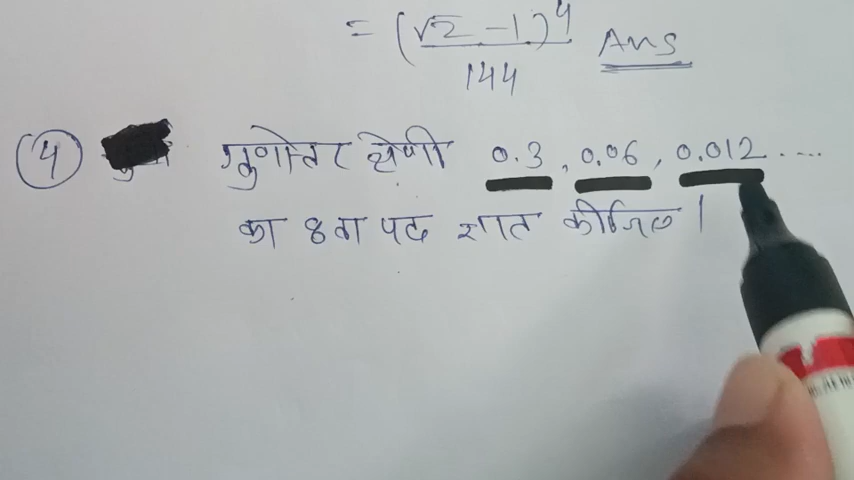 = (√2 - 1)^4 / 144 Ans
(4) गुणोत्तर श्रेणी 0.3, 0.06, 0.012 ....
का 8वा पद ज्ञात कीजिए।